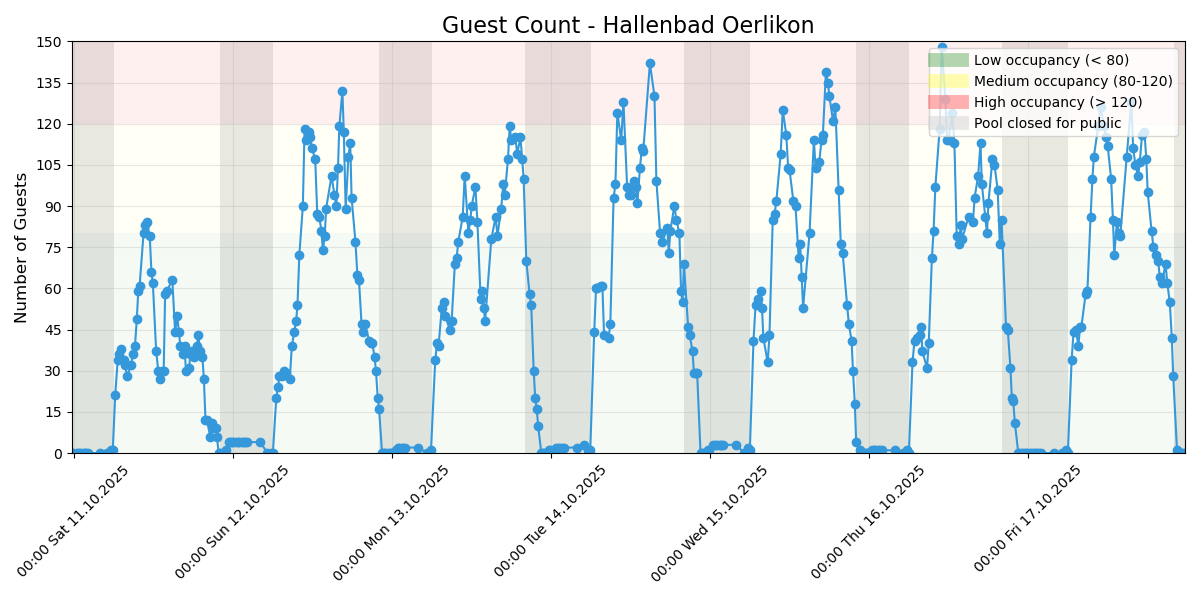 Guest Count - Hallenbad Oerlikon
Number of Guests
150
135
120
105
90
75
60
45
30
15
0
Low occupancy (< 80)
Medium occupancy (80-120)
High occupancy (> 120)
Pool closed for public
00:00 Sat 11.10.2025
00:00 Sun 12.10.2025
00:00 Mon 13.10.2025
00:00 Tue 14.10.2025
00:00 Wed 15.10.2025
00:00 Thu 16.10.2025
00:00 Fri 17.10.2025